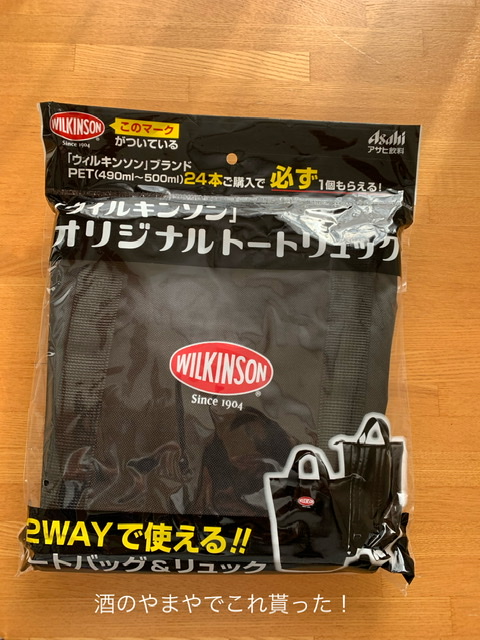 WILKINSON
Since 1904
このマーク
がついている
Asahi
アサヒ飲料
「ウィルキンソン」ブランド
PET(490ml～500ml)24本ご購入で必ず1個もらえる!
「ウィルキンソン」
オリジナルトートリュック
WILKINSON
®
Since 1904
2WAYで使える!!
ートバッグ&リュック
酒のやまやでこれ貰った！